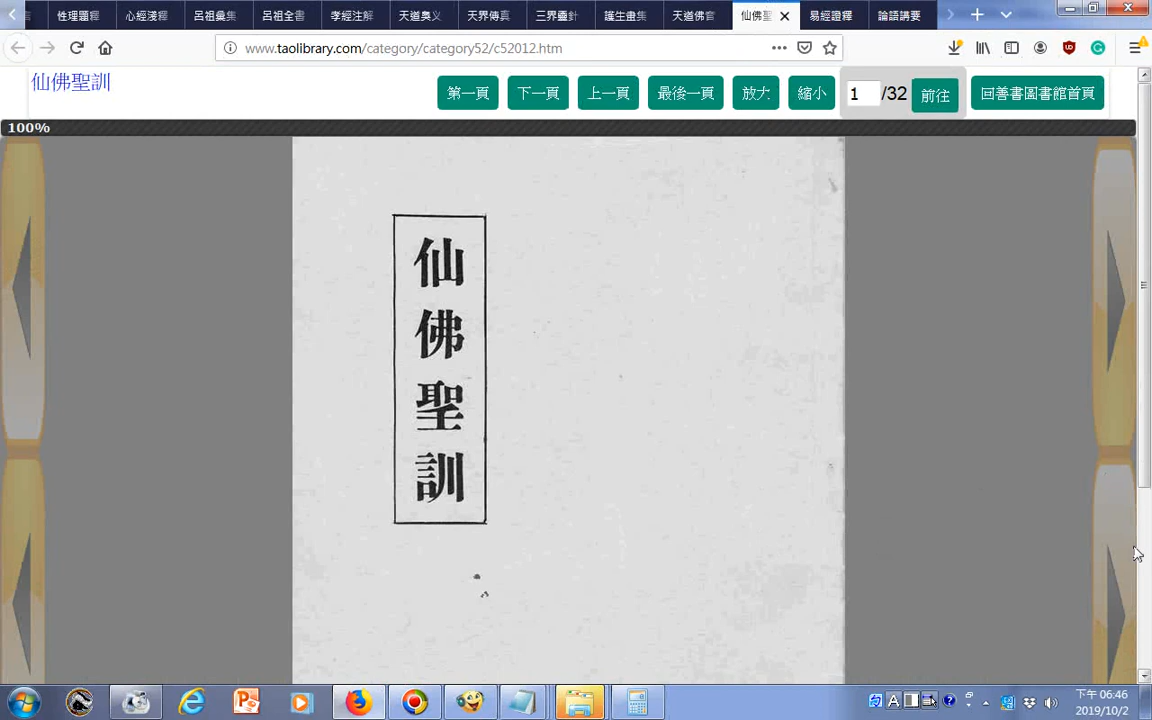 性理題釋
心經淺釋
呂祖彙集
呂祖全書
孝經注解
天道奥义
天界傳真
三界靈針
護生畫集
天道佛音
仙佛聖
易經證釋
論語講要
www.taolibrary.com/category/category52/c52012.htm
仙佛聖訓
第一頁
下一頁
上一頁
最後一頁
放大
縮小
1
/32
前往
回善書圖書館首頁
100%
仙佛聖訓
下午 06:46
2019/10/2